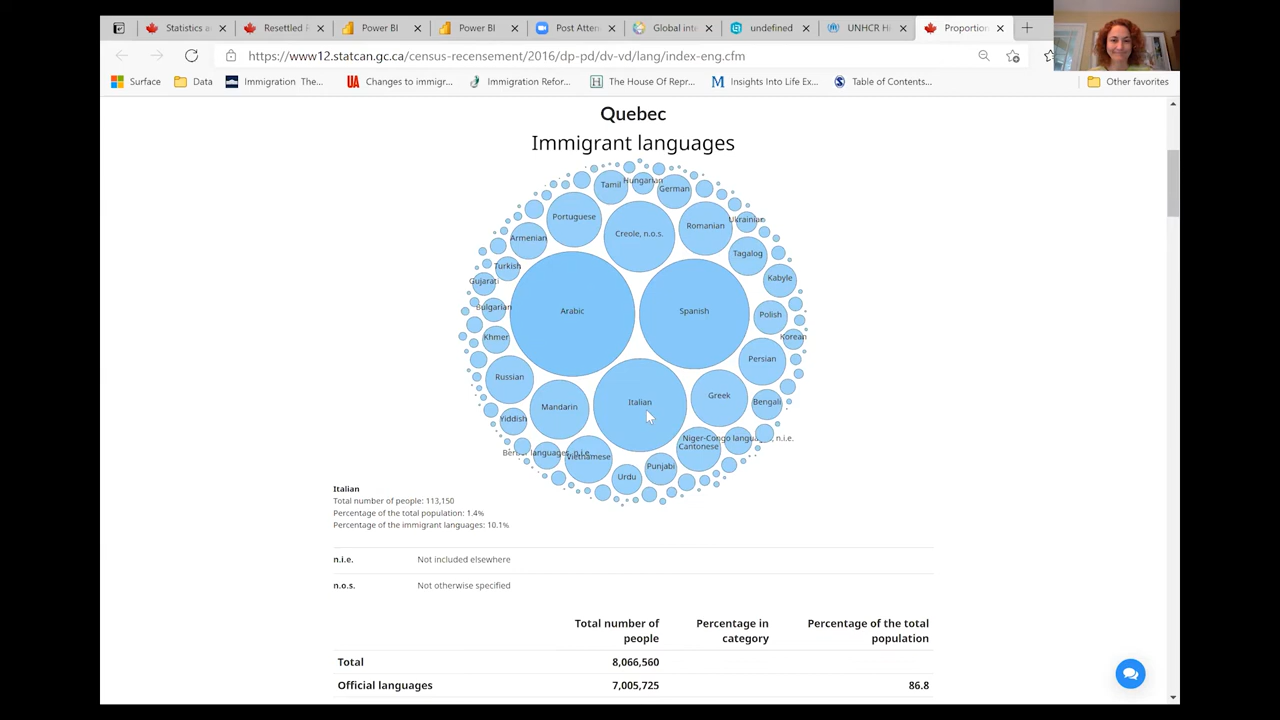 Statistics a
Resettled
Power BI
Power BI
Post Atten
Global inte
undefined
UNHCR Hi
Proportion
https://www12.statcan.gc.ca/census-recensement/2016/dp-pd/dv-vd/lang/index-eng.cfm
Surface
Data
Immigration The...
UA Changes to immigr...
Immigration Refor...
The House Of Repr...
M Insights Into Life Ex...
Table of Contents...
Other favorites
Quebec
Immigrant languages
Tamil
Hungarian
German
Portuguese
Creole, n.o.s.
Romanian
Ukrainian
Armenian
Tagalog
Turkish
Gujarati
Kabyle
Bulgarian
Arabic
Spanish
Polish
Khmer
Korean
Persian
Russian
Mandarin
Italian
Greek
Bengali
Yiddish
Niger-Congo langu n.i.e.
Cantonese
Berber languages, n.i.e.
Vietnamese
Urdu
Punjabi
Italian
Total number of people: 113,150
Percentage of the total population: 1.4%
Percentage of the immigrant languages: 10.1%
n.i.e. Not included elsewhere
n.o.s. Not otherwise specified
Total number of people
Percentage in category
Percentage of the total population
Total 8,066,560
Official languages 7,005,725 86.8